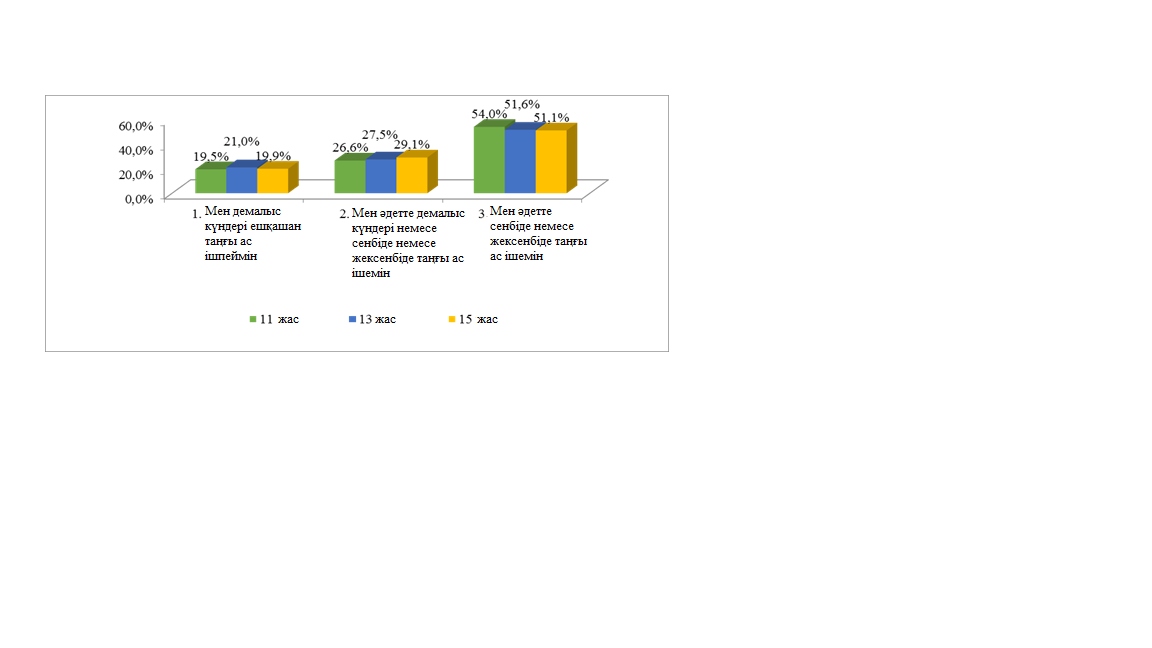 51,6%
54,0%
51,1%
60,0%
21,0%
27,5%
29,1%
26,6%
40,0%
19,5%
19,9%
20,0%
0,0%
1. Мен демалыс
күндері ешқашан
таңғы ас
ішпеймін
2. Мен әдетте демалыс
күндері немесе
сенбіде немесе
жексенбіде таңғы ас
ішемін
3 Мен әдетте
сенбіде немесе
жексенбіде таңғы
ас ішемін
11 жас 13 жас 15 жас